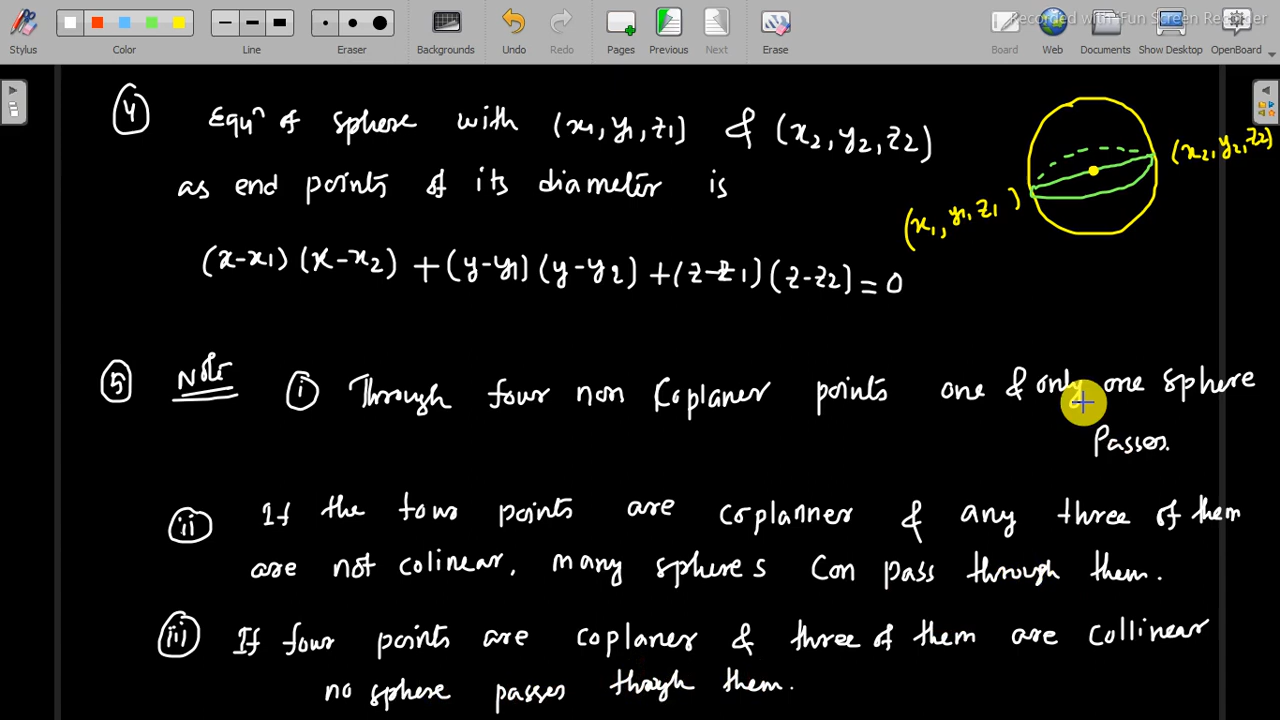 Recorded with Fun Screen Recorder
Stylus Color Line Eraser Backgrounds Undo Redo Pages Previous Next Erase Board Web Documents Show Desktop OpenBoard
④ Equⁿ of sphere with (x1, y1, z1) & (x2, y2, z2)
as end points of its diameter is
(x1, y1, z1) (x2, y2, z2)
(x-x1) (x-x2) + (y-y1) (y-y2) + (z-z1) (z-z2) = 0
⑤ Note (i) Through four non Coplaner points one & only one sphere
Passes.
(ii) If the four points are coplanner & any three of them
are not colinear, many spheres Can pass through them.
(iii) If four points are coplaner & three of them are collinear
no sphere passes through them.